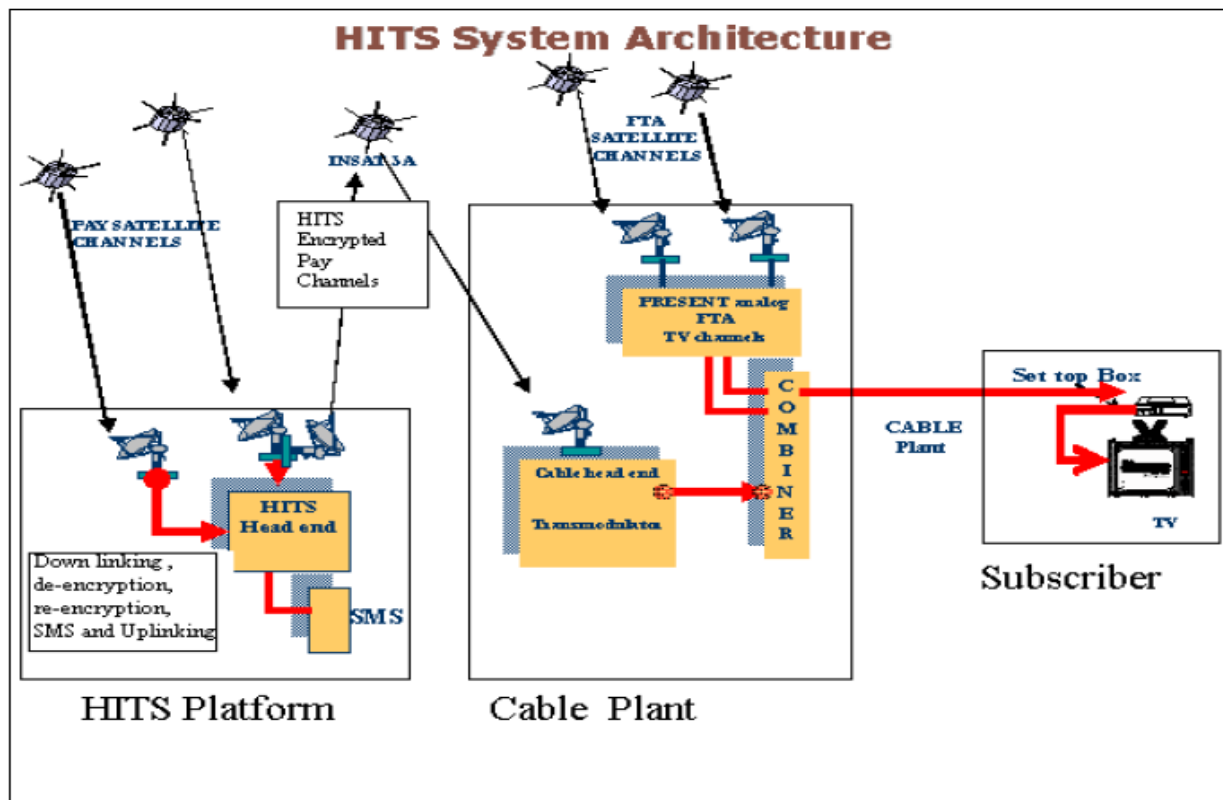 HITS System Architecture
FTA
SATELLITE
CHANNELS
INSAT 3A
PAY SATELLITE
CHANNELS
HITS
Encrypted
Pay
Channels
PRESENT analog
FTA
TV channels
C
O
M
B
I
N
E
R
Set top Box
CABLE
Plant
TV
Subscriber
Cable head end
Transmodulator
HITS
Head end
Down linking ,
de-encryption,
re-encryption,
SMS and Uplinking
SMS
HITS Platform
Cable Plant